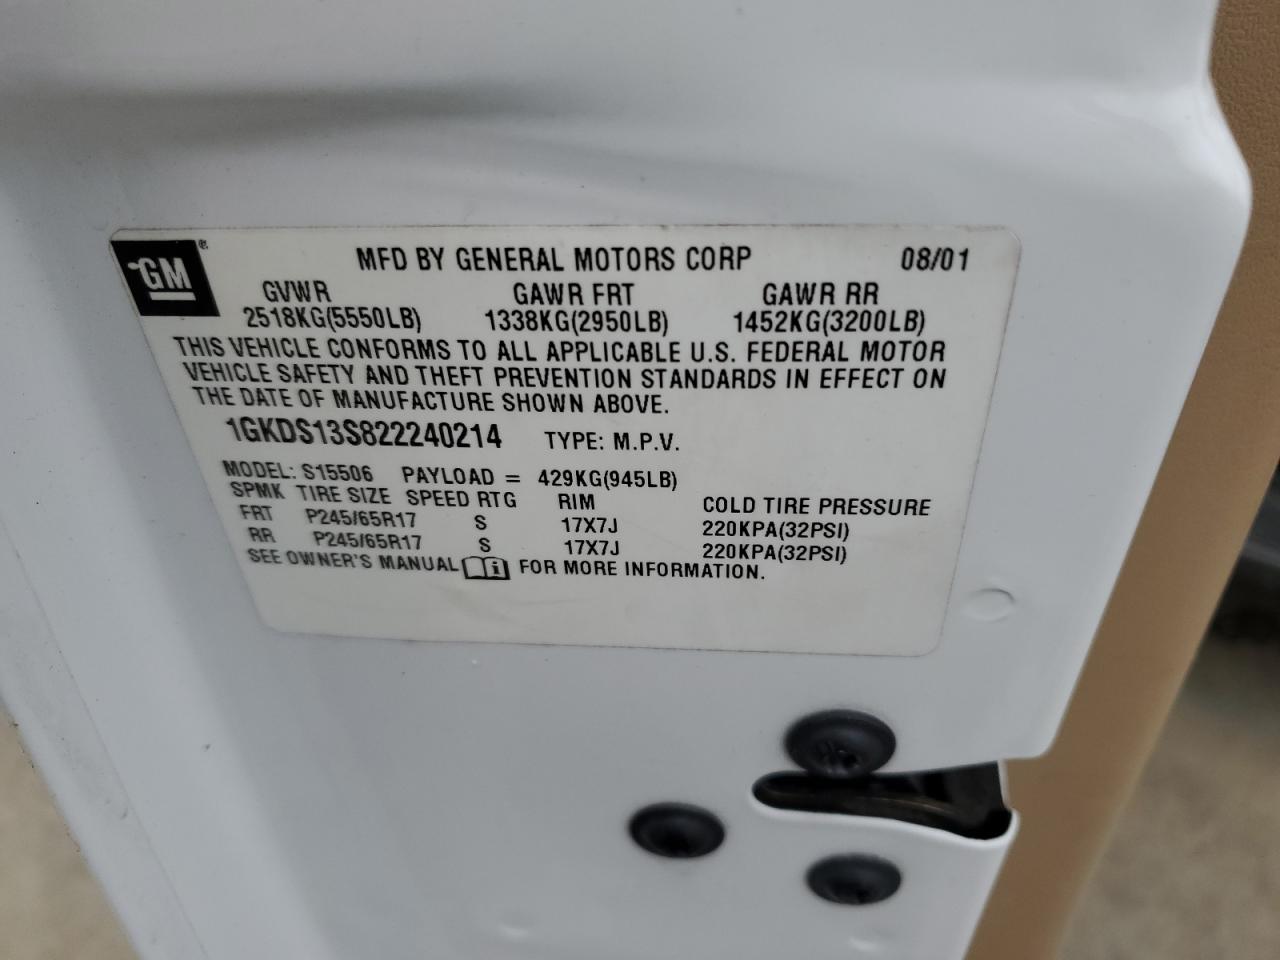 GM
MFD BY GENERAL MOTORS CORP 08/01
GVWR GAWR FRT GAWR RR
2518KG(5550LB) 1338KG(2950LB) 1452KG(3200LB)
THIS VEHICLE CONFORMS TO ALL APPLICABLE U.S. FEDERAL MOTOR
VEHICLE SAFETY AND THEFT PREVENTION STANDARDS IN EFFECT ON
THE DATE OF MANUFACTURE SHOWN ABOVE.
1GKDS13S822240214 TYPE: M.P.V.
MODEL: S15506 PAYLOAD = 429KG(945LB)
SPMK TIRE SIZE SPEED RTG RIM COLD TIRE PRESSURE
FRT P245/65R17 S 17X7J 220KPA(32PSI)
RR P245/65R17 S 17X7J 220KPA(32PSI)
SEE OWNER'S MANUAL i FOR MORE INFORMATION.